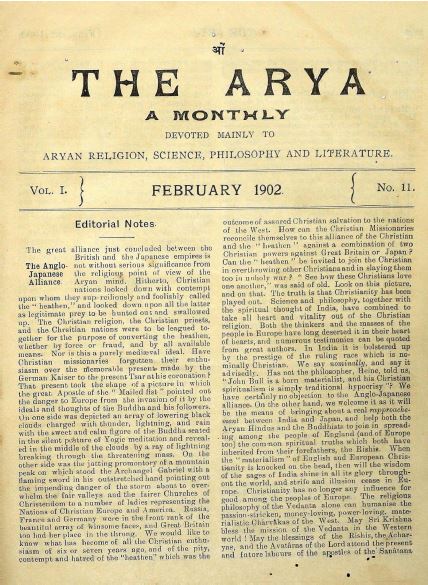 ओं
THE ARYA
A MONTHLY
DEVOTED MAINLY TO
ARYAN RELIGION, SCIENCE, PHILOSOPHY AND LITERATURE.
VOL. I.
FEBRUARY 1902.
No. 11.
Editorial Notes.
The great alliance just concluded between the
The Anglo-Japanese Alliance.
British and the Japanese empires is
not without serious significance from
the religious point of view of the
Aryan mind. Hitherto, Christian
nations looked down with contempt
upon whom they supreciliously and foolishly called
the "heathen," and looked down upon all the latter
as legitimate prey to be hunted out and swallowed
up. The Christian religion, the Christian priests,
and the Christian nations were to be leagued to-
gether for the purpose of converting the heathen,
whether by force or fraud, and by all available
means. Nor is this a purely mediæval idea. Have
Christian missionaries forgotten their enthu-
siasm over the memorable present made by the
German Kaiser to the present Tsar at his coronation?
That present took the shape of a picture in which
the great Apostle of the "Mailed fist" pointed out
the danger to Europe from the invasion of it by the
ideals and thoughts of the Buddha and his followers.
On one side was depicted an array of lowering black
clouds charged with thunder, lightning, and rain
with the sweet and calm figure of the Buddha seated
in the silent posture of Yogic meditation and reveal-
ed in the middle of the clouds by a ray of lightning
breaking through the threatening mass. On the
other side was the jutting promontory of a mountain
peak on which stood the Archangel Gabriel with a
flaming sword in his outstretched hand pointing out
the impending danger of the storm about to over-
whelm the fair valleys and the fairer Churches of
Christendom to a number of ladies representing the
Nations of Christian Europe and America. Russia,
France and Germany were in the forefront of the
beautiful array of winsome faces, and Great Britain
too had her place in the throng. We would like to
know what has become of all the Christian enthu-
siasm of six or seven years ago, and of the pity,
contempt and hatred of the "heathen" which was the
outcome of assured Christian salvation to the nations
of the West. How can the Christian Missionaries
reconcile themselves to this alliance of the Christian
and the "heathen" against a combination of two
Christian powers against Great Britain or Japan?
Can the "heathen" be invited to join the Christian
in overthrowing other Christians and in slaying them
too in unholy war? "See how these Christians love
one another," was said of old. Look on this picture,
and on that. The truth is that Christianity has been
played out. Science and philosophy, together with
the spiritual thought of India, have combined to
take all heart and vitality out of the Christian
religion. Both the thinkers and the masses of the
people in Europe have long deserted it in their heart
of hearts, and numerous testimonies can be quoted
from great authors. In India it is bolstered up
by the prestige of the ruling race which is no-
minally Christian. We say nominally, and say it
advisedly. Has not the philosopher, Heine, told us,
"John Bull is a born materialist, and his Christian
spiritualism is simply traditional hypocrisy?" We
have certainly no objection to the Anglo-Japanese
alliance. On the other hand, we welcome it as it will
be the means of bringing about a real rapproche-
ment between India and Japan, and help both the
Aryan Hindus and the Buddhists to join in spread-
ing among the people of England (and of Europe
too) the common spiritual truths which both have
inherited from their forefathers, the Rishis. When
the "materialism" of English and European Chris-
tianity is knocked on the head, then will the wisdom
of the sages of India shine in all its glory through-
out the world, and strife and illusion cease in Eu-
rope. Christianity has no longer any influence for
good among the people of Europe. The religious
philosophy of the Vedanta alone can humanise the
passion-stricken, money-loving, power-loving, mate-
rialistic Chârvâkas of the West. May Sri Krishna
bless the mission of the Vedanta in the Western
world! May the blessings of the Rishis, the Achar-
yas, and the Avatâras of the Lord attend the present
and future labours of the apostles of the Sanâtana